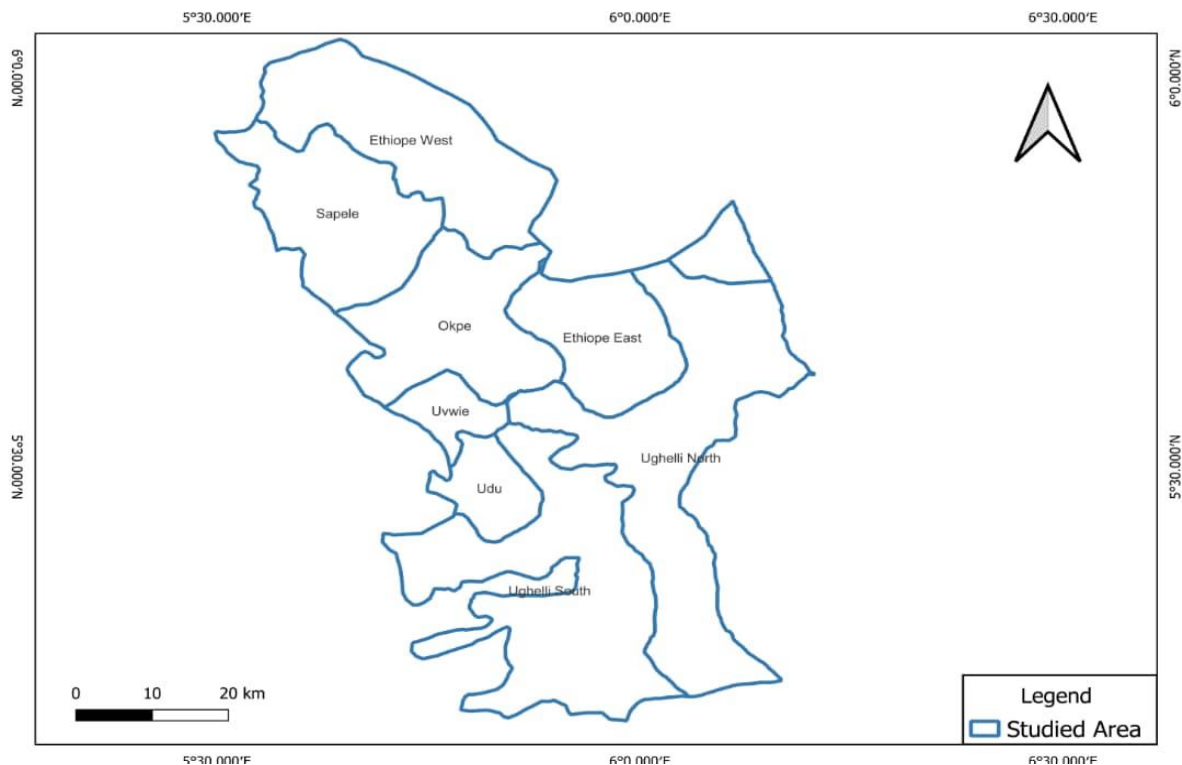 5°30.000′E 6°0.000′E 6°30.000′E
6°0.000′N 6°0.000′N
Ethiope West
Sapele
Okpe
Ethiope East
Uvwie
5°30.000′N 5°30.000′N
Ughelli North
Udu
Ughelli South
0 10 20 km
Legend
Studied Area
5°30.000′E 6°0.000′E 6°30.000′E